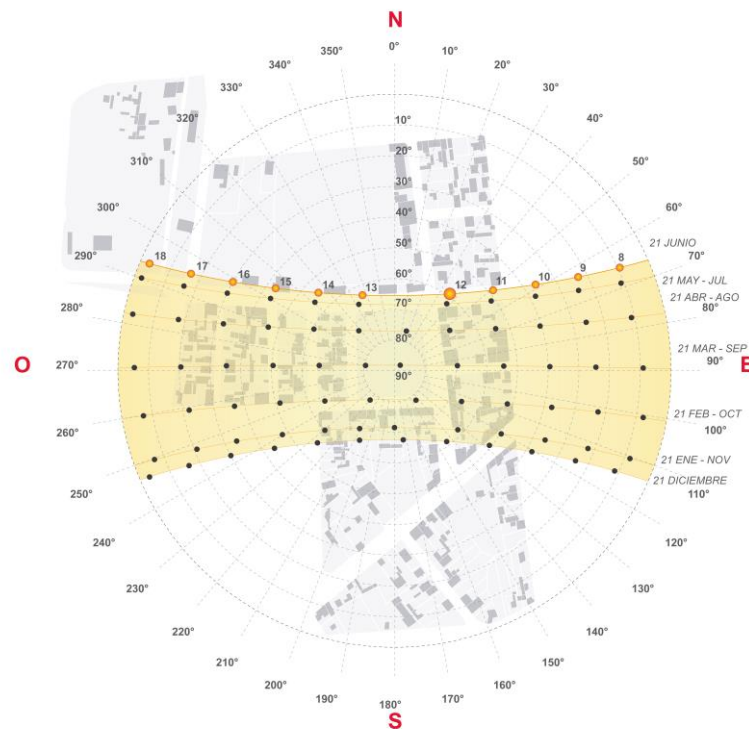 N
0°
350° 10°
340° 20°
330° 30°
320° 10° 40°
310° 20° 50°
30°
300° 40° 60°
50°
290° 60° 21 JUNIO 70°
18 17 16 15 14 13 12 11 10 9 8
70° 21 MAY - JUL
21 ABR - AGO
280° 80° 80°
21 MAR - SEP
O 270° 90° 90° E
260° 21 FEB - OCT 100°
21 ENE - NOV
250° 21 DICIEMBRE 110°
240° 120°
230° 130°
220° 140°
210° 150°
200° 160°
190° 170°
180°
S